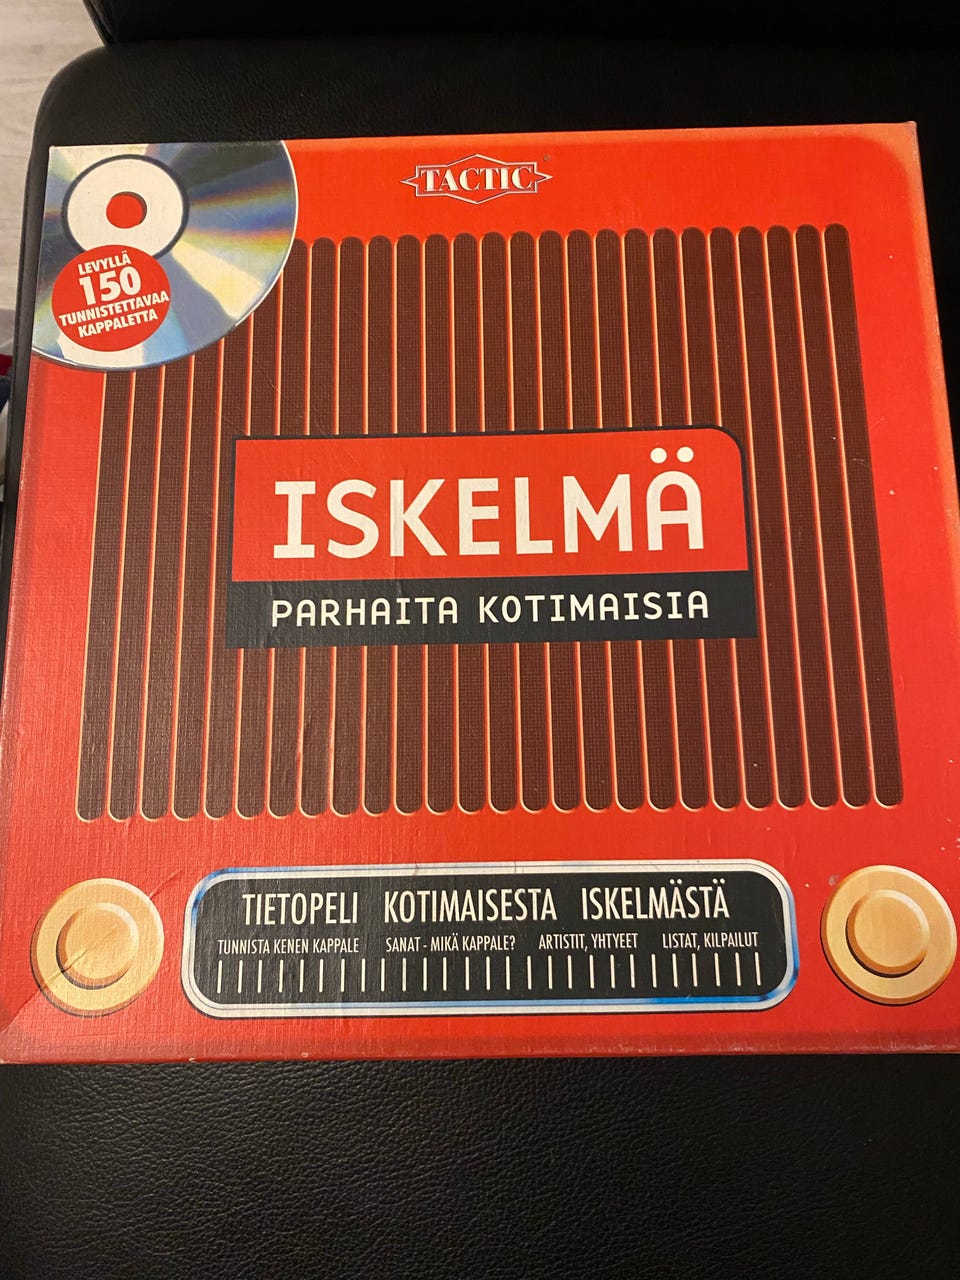 TACTIC
LEVYLLÄ
150
TUNNISTETTAVAA
KAPPALETTA
ISKELMÄ
PARHAITA KOTIMAISIA
TIETOPELI KOTIMAISESTA ISKELMÄSTÄ
TUNNISTA KENEN KAPPALE SANAT - MIKÄ KAPPALE? ARTISTIT, YHTYEET LISTAT, KILPAILUT